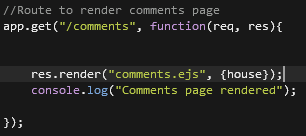 //Route to render comments page
app.get("/comments", function(req, res){
res.render("comments.ejs", {house});
console.log("Comments page rendered");
});